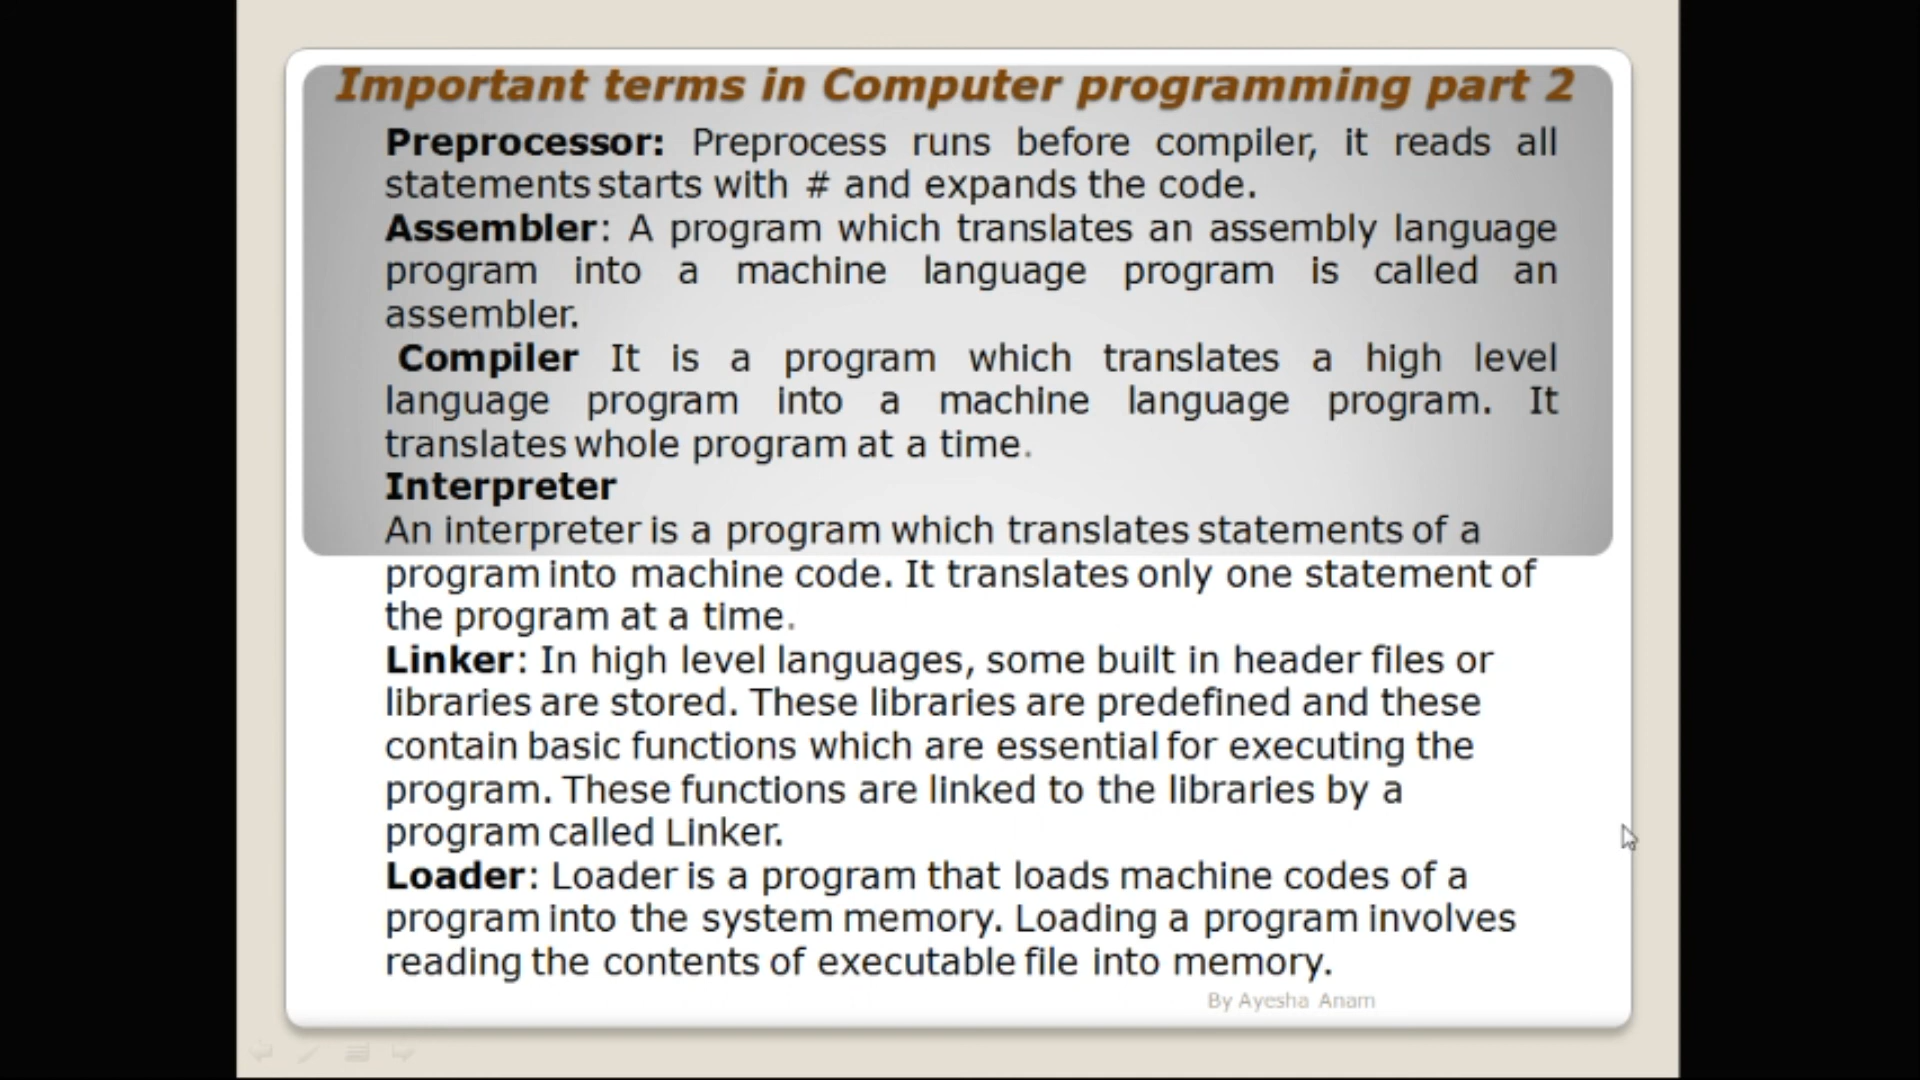 Important terms in Computer programming part 2
Preprocessor: Preprocess runs before compiler, it reads all
statements starts with # and expands the code.
Assembler: A program which translates an assembly language
program into a machine language program is called an
assembler.
Compiler It is a program which translates a high level
language program into a machine language program. It
translates whole program at a time.
Interpreter
An interpreter is a program which translates statements of a
program into machine code. It translates only one statement of
the program at a time.
Linker: In high level languages, some built in header files or
libraries are stored. These libraries are predefined and these
contain basic functions which are essential for executing the
program. These functions are linked to the libraries by a
program called Linker.
Loader: Loader is a program that loads machine codes of a
program into the system memory. Loading a program involves
reading the contents of executable file into memory.
By Ayesha Anam